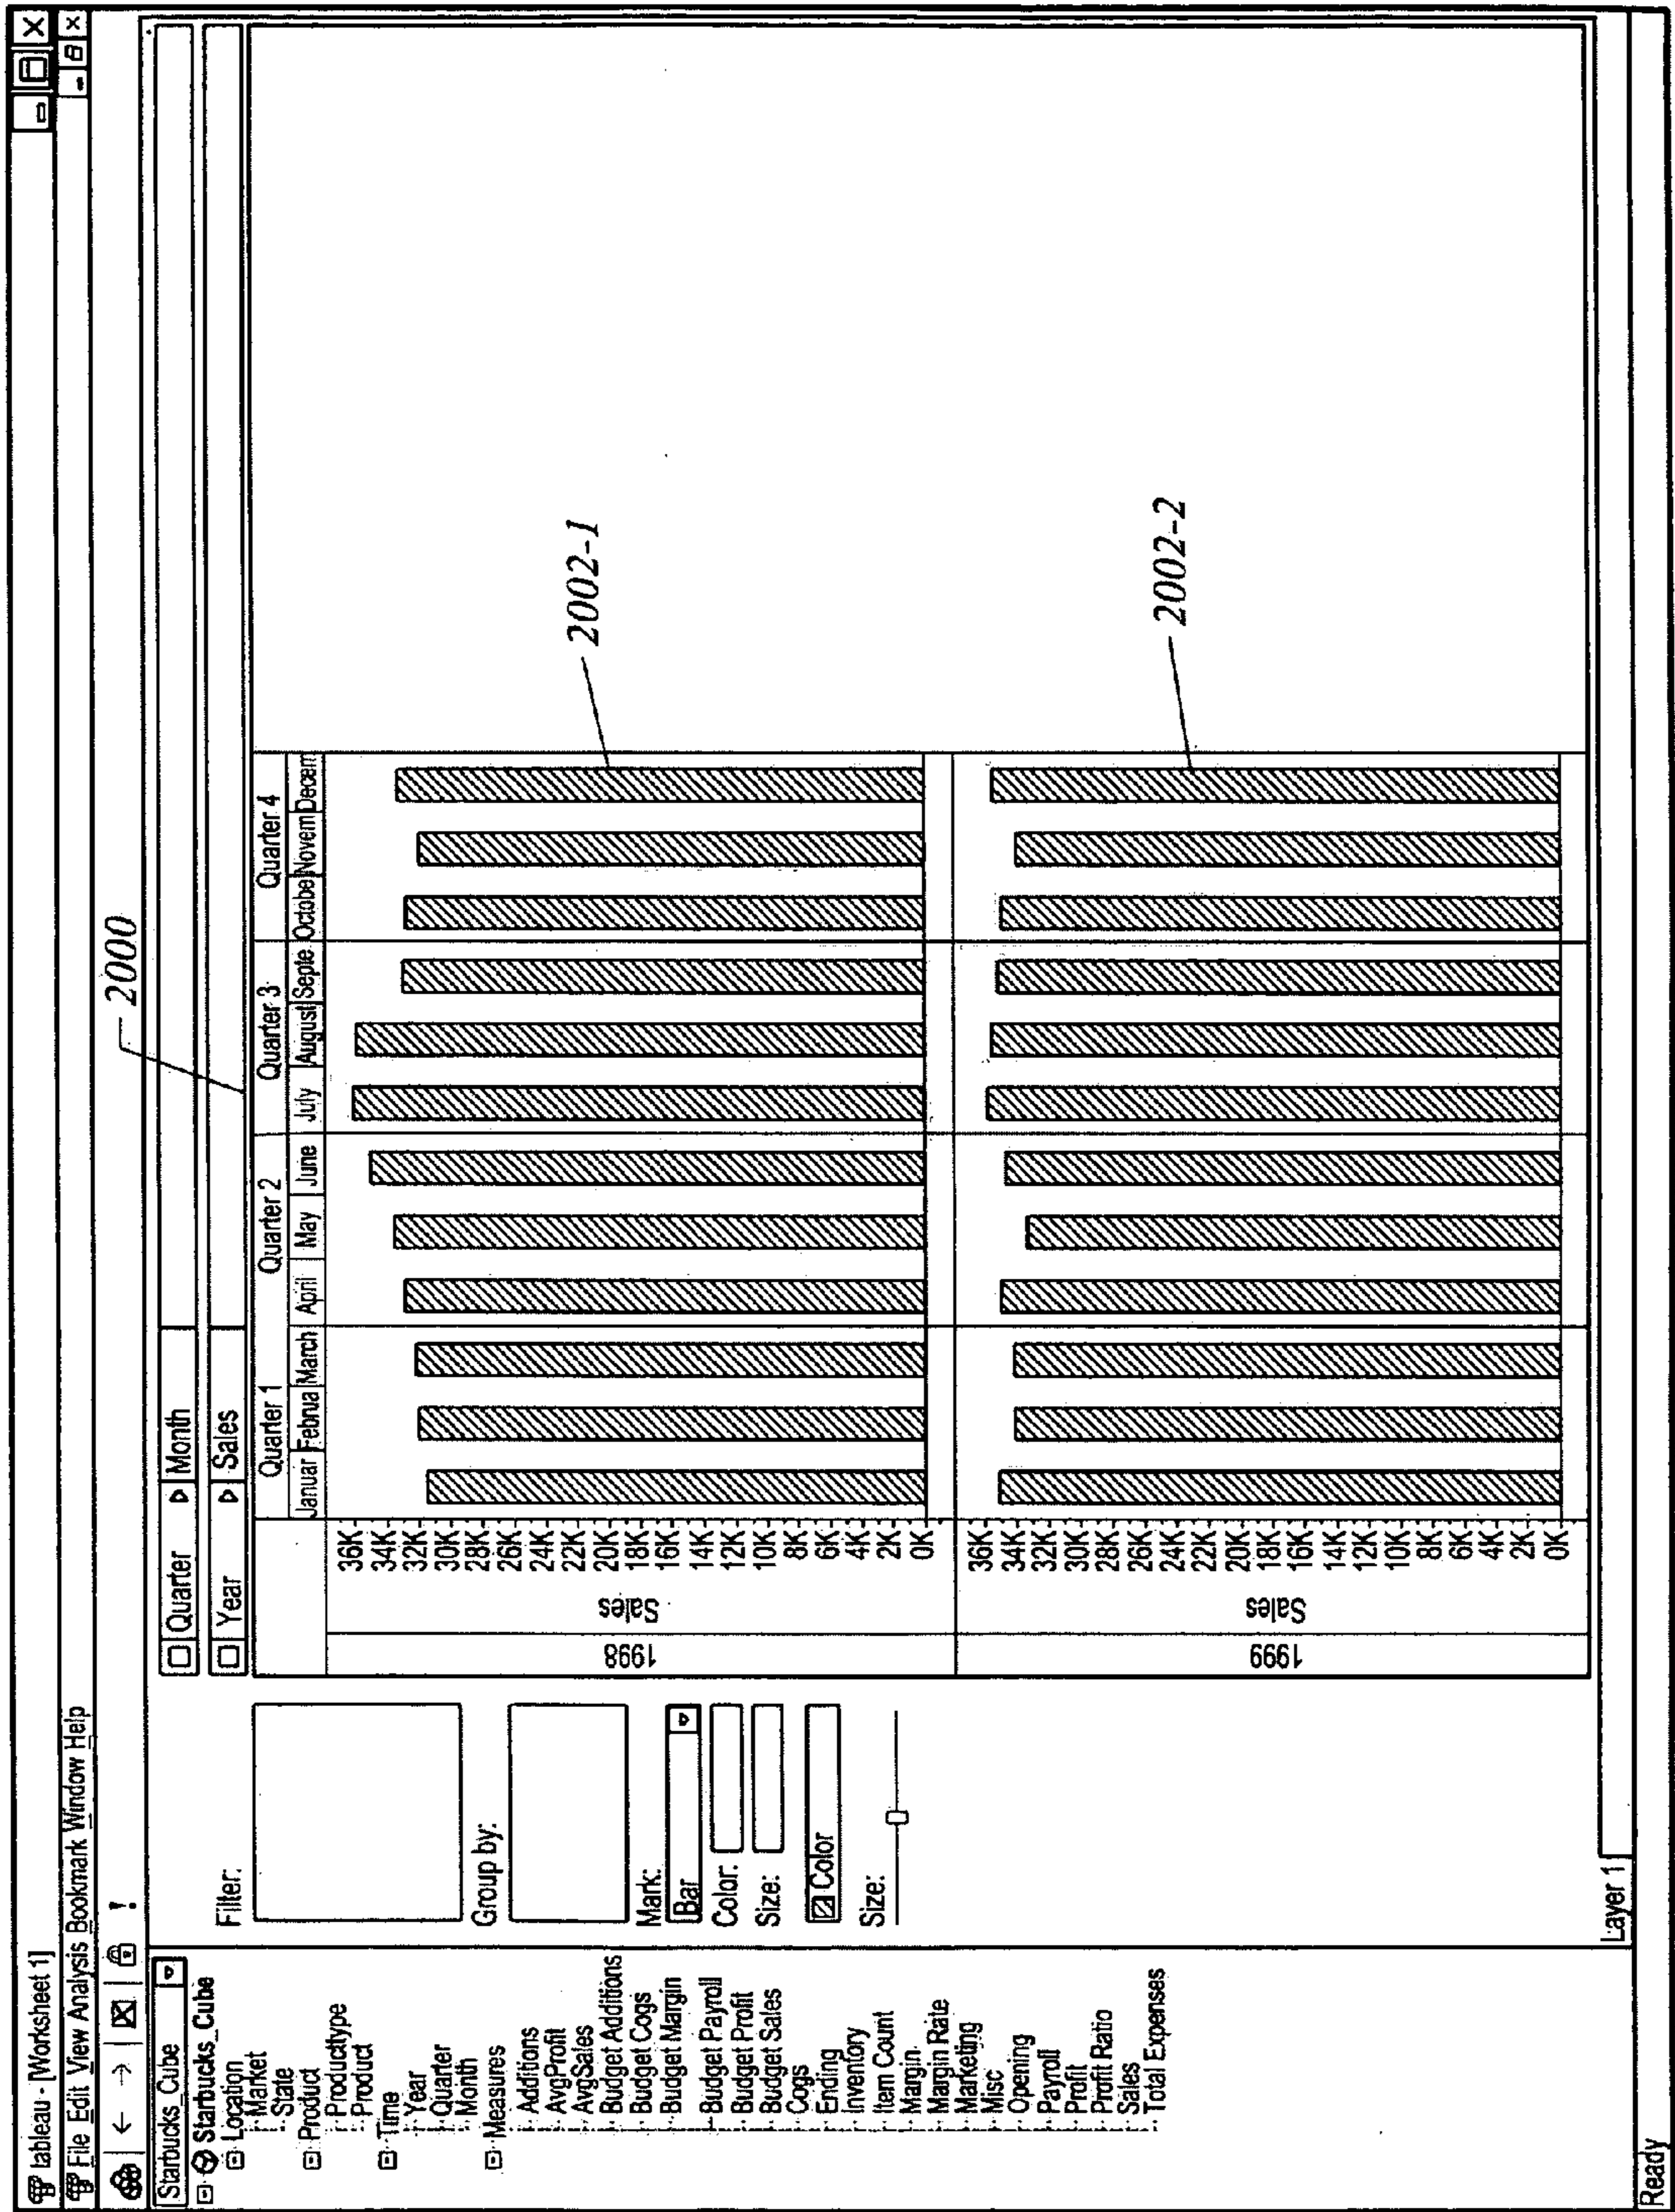 tableau - [Worksheet 1]
File Edit View Analysis Bookmark Window Help
Starbucks_Cube
Starbucks_Cube
Location
Market
State
Product
Productype
Product
Time
Year
Quarter
Month
Measures
Additions
AvgProfit
AvgSales
Budget Additions
Budget Cogs
Budget Margin
Budget Payroll
Budget Profit
Budget Sales
Cogs
Ending
Inventory
Item Count
Margin
Margin Rate
Marketing
Misc
Opening
Payroll
Profit
Profit Ratio
Sales
Total Expenses
Filter:
Group by:
Mark:
Bar
Color:
Size:
Color
Size:
2000
Quarter Month
Year Sales
Quarter 1 Quarter 2 Quarter 3 Quarter 4
Januar Februa March April May June July August Septe Octobe Novem Decem
1998
Sales
36K
34K
32K
30K
28K
26K
24K
22K
20K
18K
16K
14K
12K
10K
8K
6K
4K
2K
0K
2002-1
1999
Sales
36K
34K
32K
30K
28K
26K
24K
22K
20K
18K
16K
14K
12K
10K
8K
6K
4K
2K
0K
2002-2
Layer 1
Ready